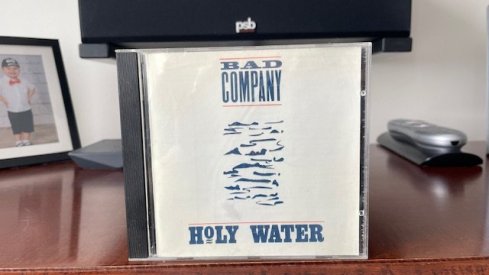 psb
BAD
COMPANY
HOLY WATER